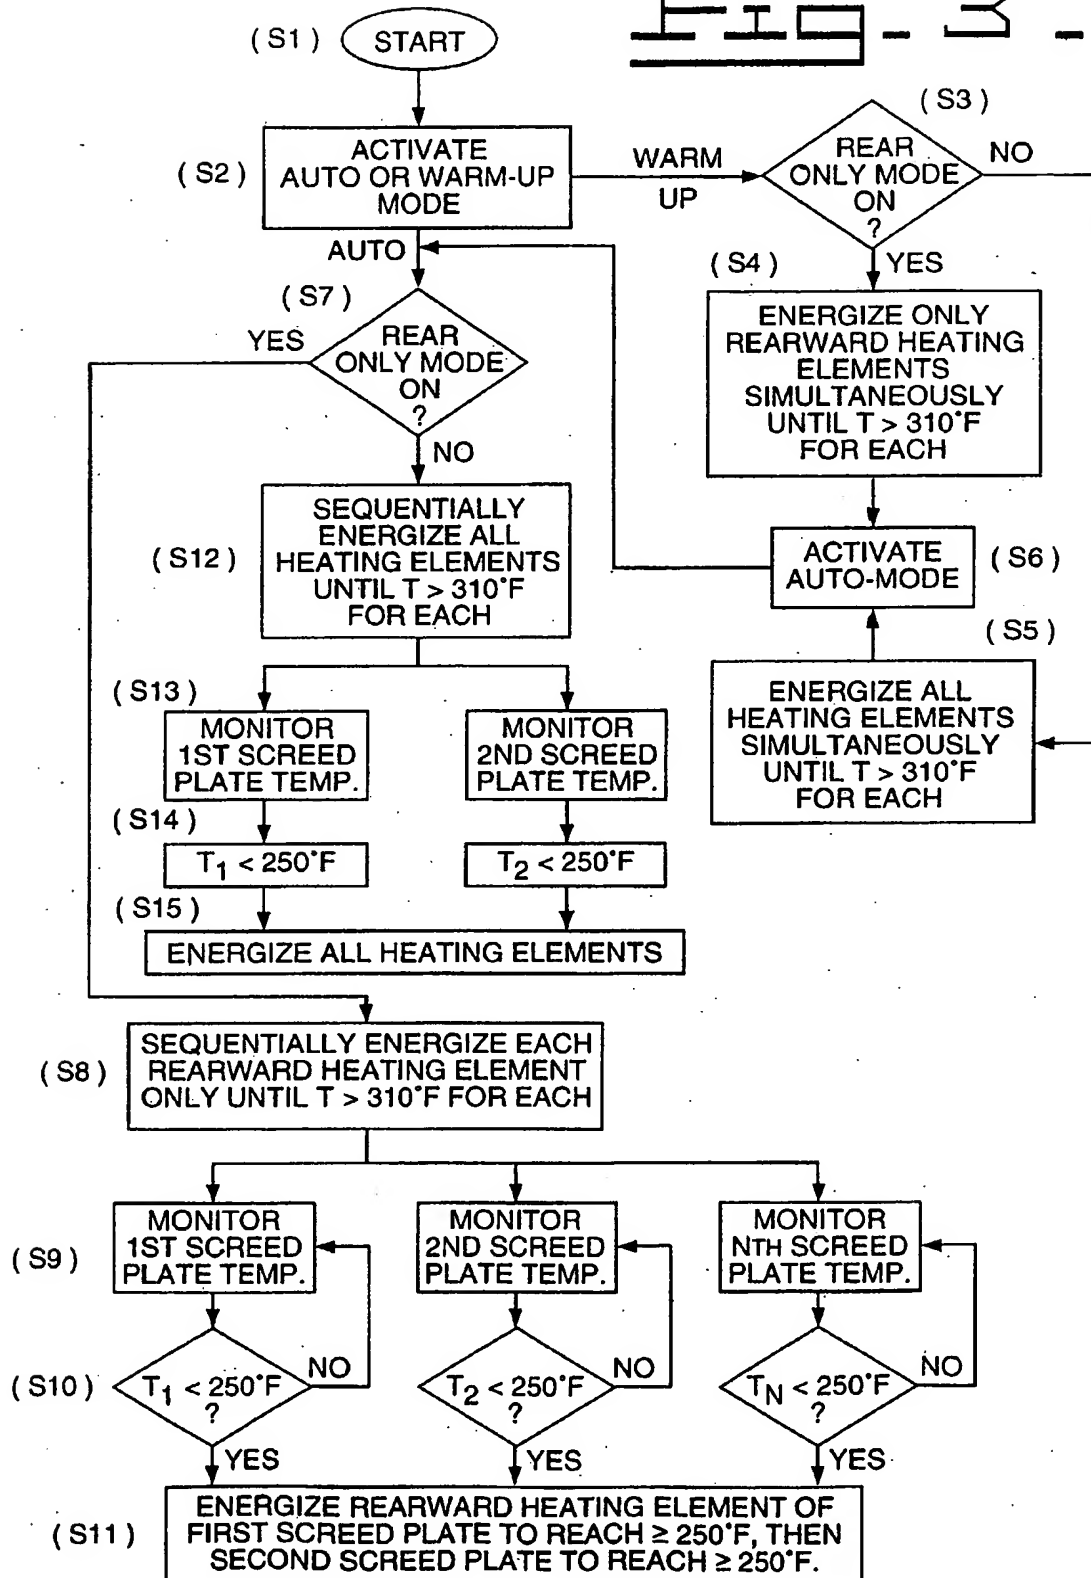 Fig. 3.
(S1)
START
(S2)
ACTIVATE
AUTO OR WARM-UP
MODE
WARM
UP
(S3)
REAR
ONLY MODE
ON
?
NO
YES
(S4)
ENERGIZE ONLY
REARWARD HEATING
ELEMENTS
SIMULTANEOUSLY
UNTIL T > 310°F
FOR EACH
ACTIVATE
AUTO-MODE
(S6)
(S5)
ENERGIZE ALL
HEATING ELEMENTS
SIMULTANEOUSLY
UNTIL T > 310°F
FOR EACH
AUTO
(S7)
YES
REAR
ONLY MODE
ON
?
NO
(S12)
SEQUENTIALLY
ENERGIZE ALL
HEATING ELEMENTS
UNTIL T > 310°F
FOR EACH
(S13)
MONITOR
1ST SCREED
PLATE TEMP.
MONITOR
2ND SCREED
PLATE TEMP.
(S14)
T1 < 250°F
T2 < 250°F
(S15)
ENERGIZE ALL HEATING ELEMENTS
(S8)
SEQUENTIALLY ENERGIZE EACH
REARWARD HEATING ELEMENT
ONLY UNTIL T > 310°F FOR EACH
(S9)
MONITOR
1ST SCREED
PLATE TEMP.
MONITOR
2ND SCREED
PLATE TEMP.
MONITOR
NTH SCREED
PLATE TEMP.
(S10)
T1 < 250°F
?
NO
T2 < 250°F
?
NO
TN < 250°F
?
NO
YES
YES
YES
(S11)
ENERGIZE REARWARD HEATING ELEMENT OF
FIRST SCREED PLATE TO REACH ≥ 250°F, THEN
SECOND SCREED PLATE TO REACH ≥ 250°F.